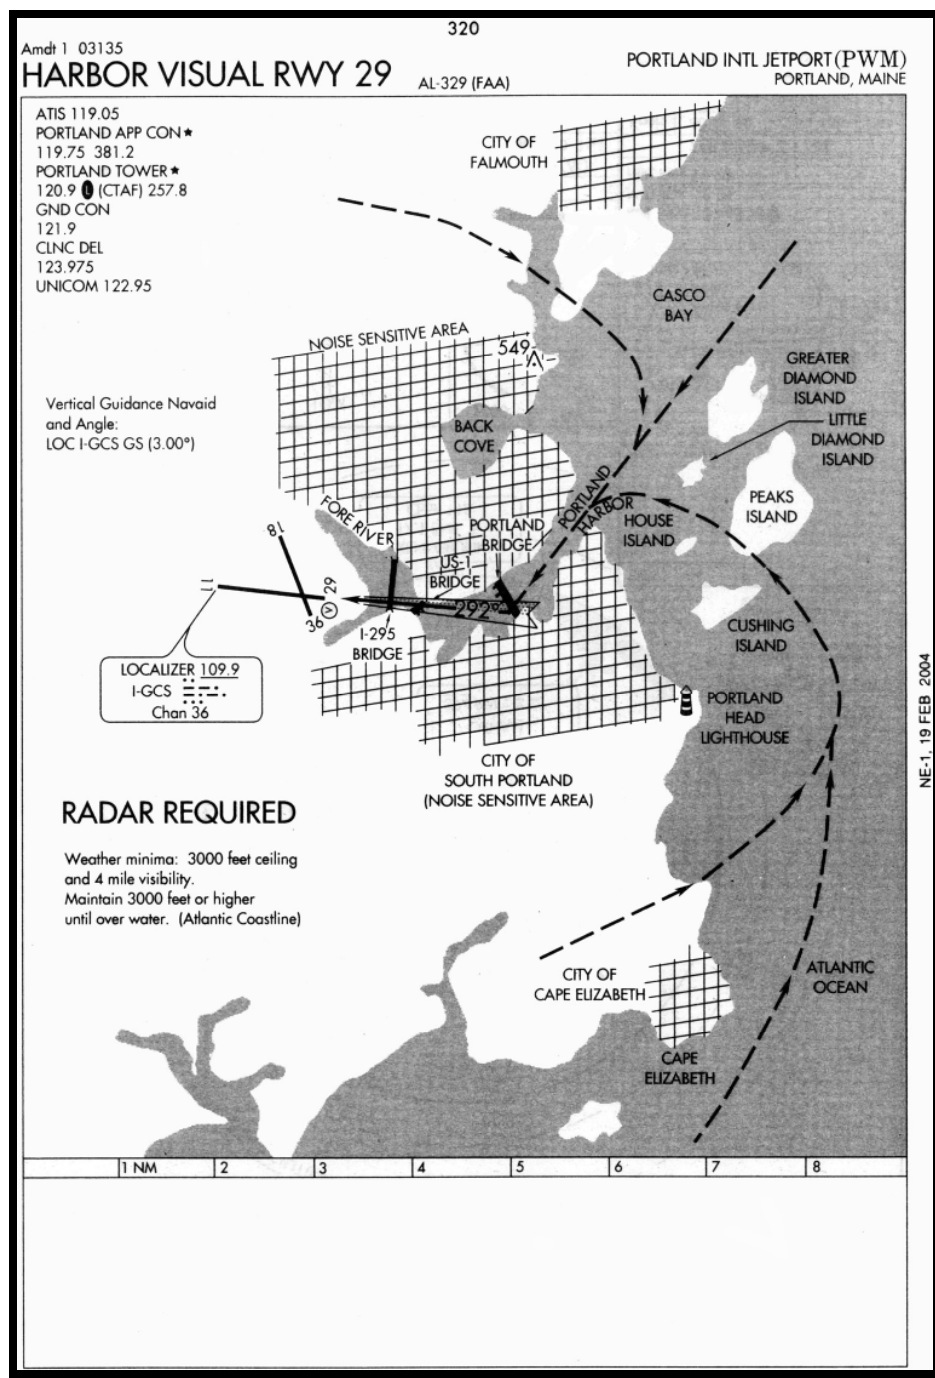 320
Amdt 1 03135
HARBOR VISUAL RWY 29
AL-329 (FAA)
PORTLAND INTL JETPORT (PWM)
PORTLAND, MAINE
ATIS 119.05
PORTLAND APP CON★
119.75 381.2
PORTLAND TOWER★
120.9 L (CTAF) 257.8
GND CON
121.9
CLNC DEL
123.975
UNICOM 122.95
CITY OF
FALMOUTH
CASCO
BAY
NOISE SENSITIVE AREA
549
GREATER
DIAMOND
ISLAND
LITTLE
DIAMOND
ISLAND
Vertical Guidance Navaid
and Angle:
LOC I-GCS GS (3.00°)
BACK
COVE
PORTLAND
HARBOR
PEAKS
ISLAND
HOUSE
ISLAND
FORE RIVER
PORTLAND
BRIDGE
US-1
BRIDGE
18
11
29
V
36
292°
I-295
BRIDGE
CUSHING
ISLAND
LOCALIZER 109.9
I-GCS
Chan 36
PORTLAND
HEAD
LIGHTHOUSE
CITY OF
SOUTH PORTLAND
(NOISE SENSITIVE AREA)
RADAR REQUIRED
Weather minima: 3000 feet ceiling
and 4 mile visibility.
Maintain 3000 feet or higher
until over water. (Atlantic Coastline)
CITY OF
CAPE ELIZABETH
ATLANTIC
OCEAN
CAPE
ELIZABETH
1 NM 2 3 4 5 6 7 8
NE-1, 19 FEB 2004